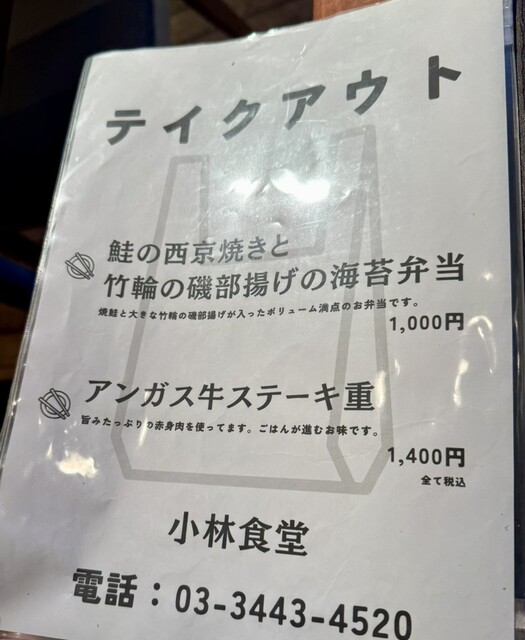 テイクアウト
鮭の西京焼きと
竹輪の磯部揚げの海苔弁当
焼鮭と大きな竹輪の磯部揚げが入ったボリューム満点のお弁当です。
1,000円
アンガス牛ステーキ重
旨みたっぷりの赤身肉を使ってます。ごはんが進むお味です。
1,400円
全て税込
小林食堂
電話：03-3443-4520